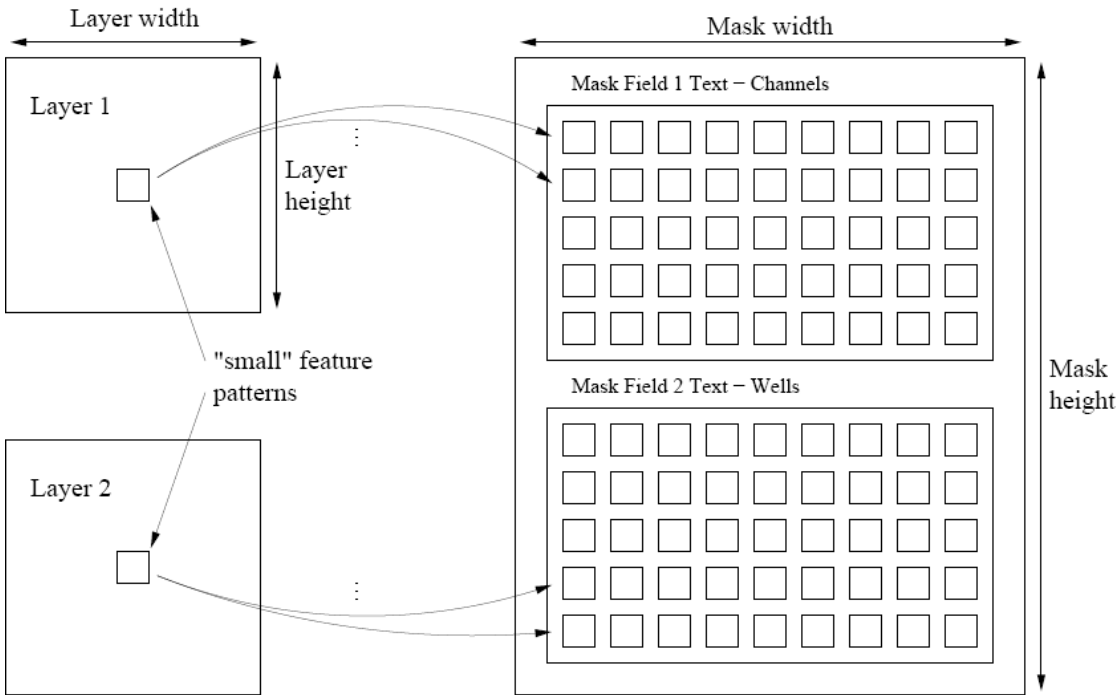 Layer width
Mask width
Layer 1
Mask Field 1 Text − Channels
⋮
Layer
height
"small" feature
patterns
Mask Field 2 Text − Wells
Mask
height
Layer 2
⋮